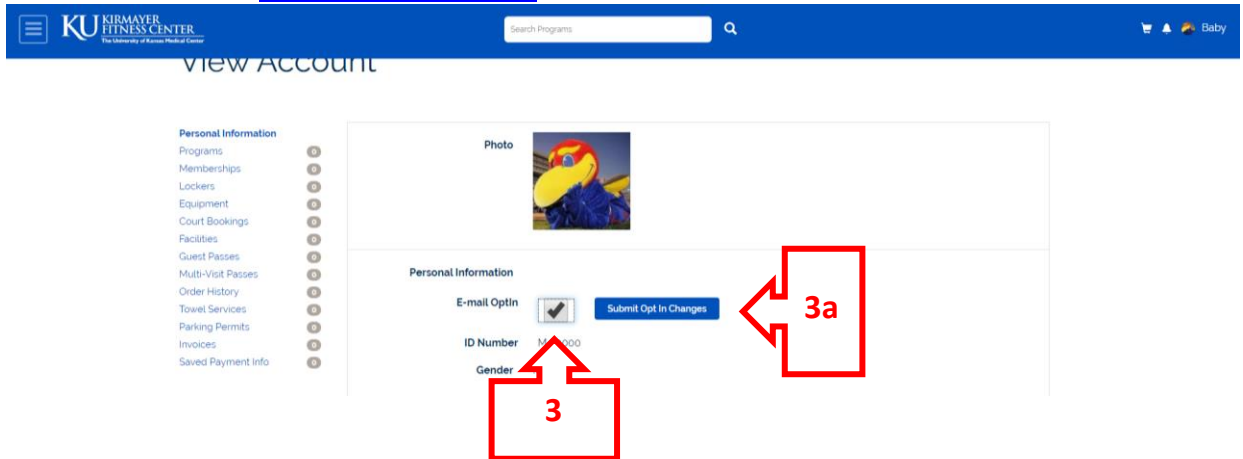 KU KIRMAYER
FITNESS CENTER
The University of Kansas Medical Center
Search Programs
Baby
View Account
Personal Information
Programs 0
Memberships 0
Lockers 0
Equipment 0
Court Bookings 0
Facilities 0
Guest Passes 0
Multi-Visit Passes 0
Order History 0
Towel Services 0
Parking Permits 0
Invoices 0
Saved Payment Info 0
Photo
Personal Information
E-mail OptIn
Submit Opt In Changes
3a
ID Number
Gender
3